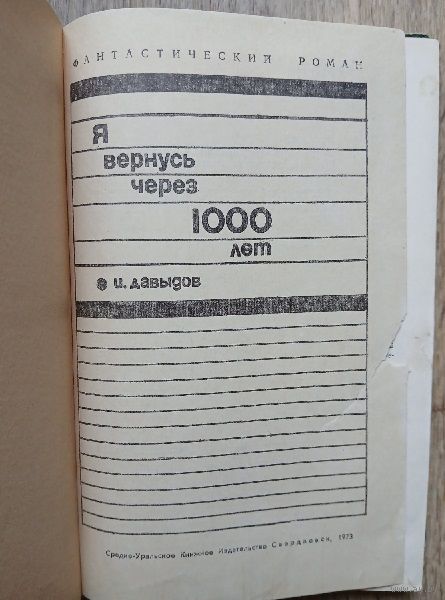 ФАНТАСТИЧЕСКИЙ РОМАН
Я
вернусь
через
1000
лет
и. давыдов
Средне-Уральское Книжное Издательство Свердловск, 1973